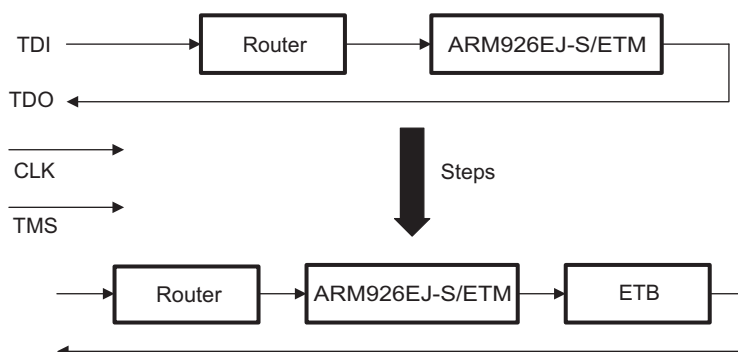 TDI
Router
ARM926EJ-S/ETM
TDO
CLK
Steps
TMS
Router
ARM926EJ-S/ETM
ETB